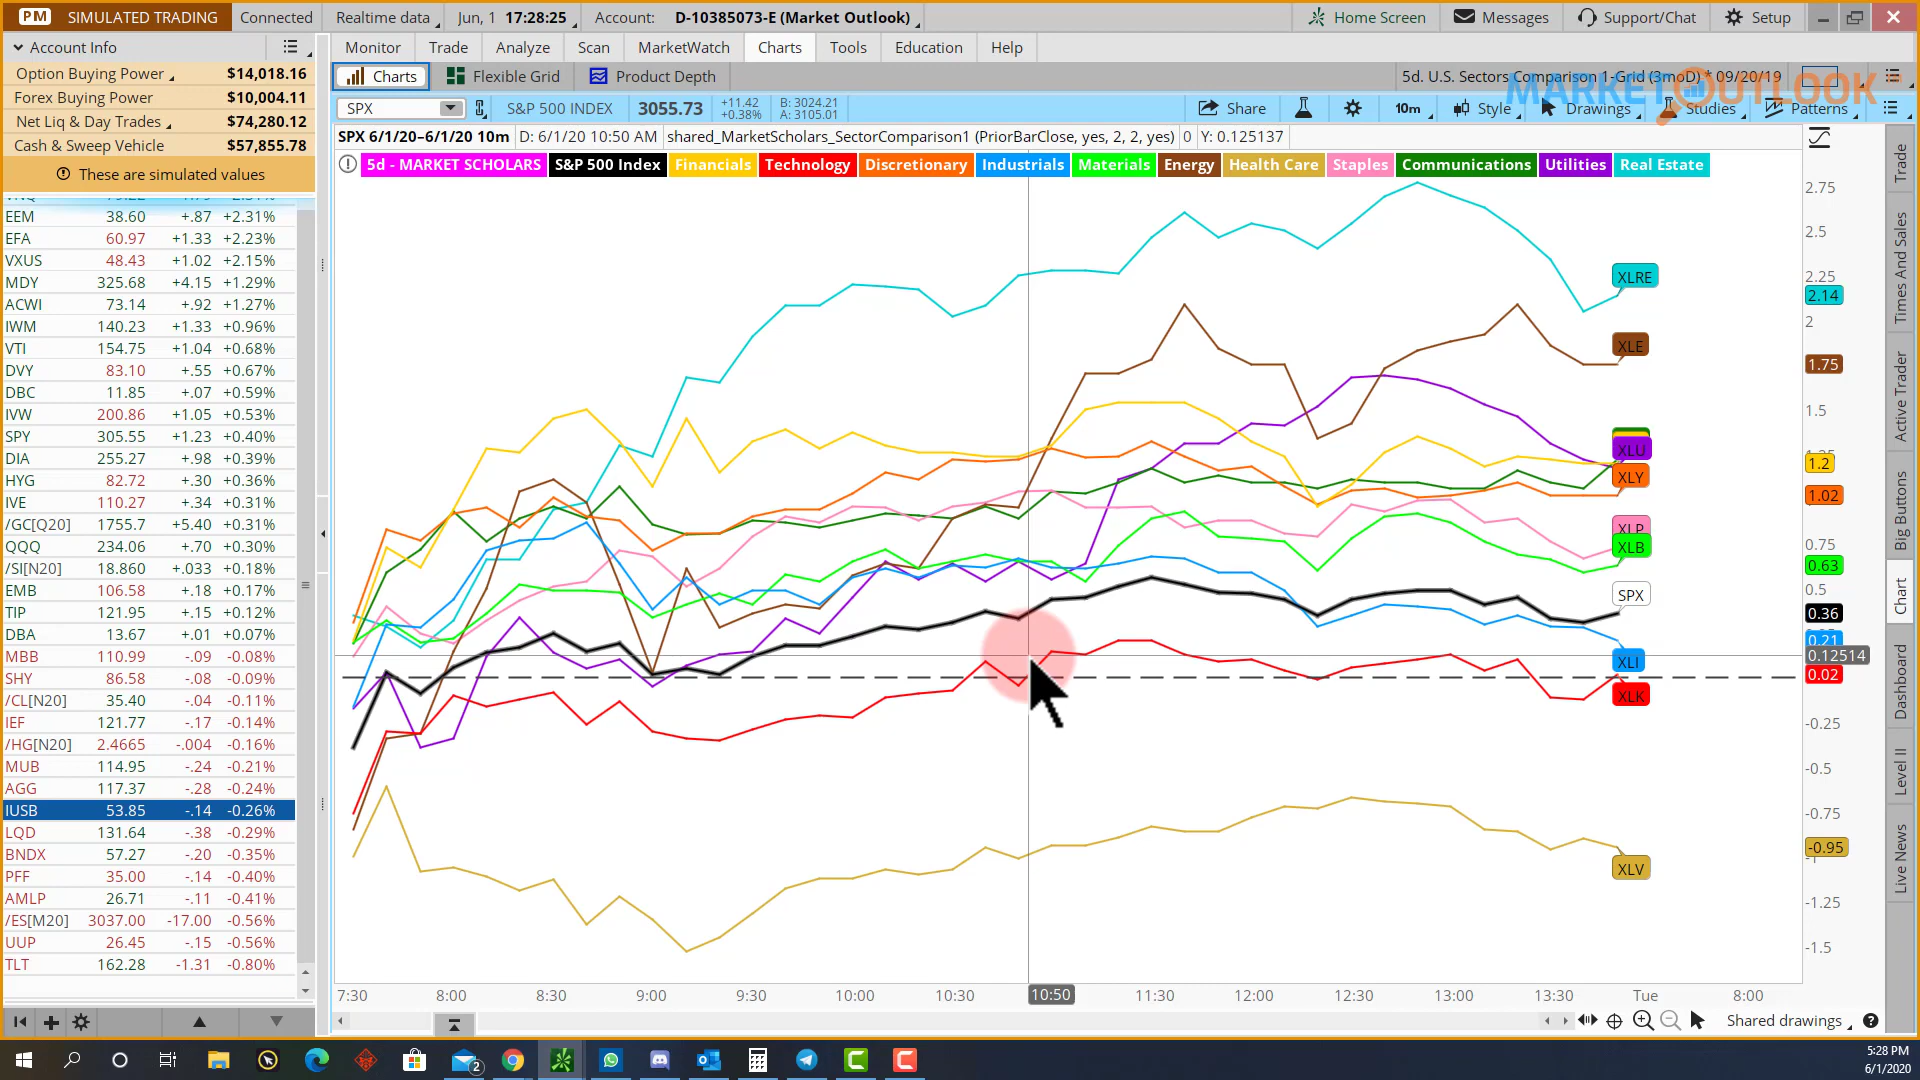 PM SIMULATED TRADING Connected Realtime data Jun, 1 17:28:25 Account: D-10385073-E (Market Outlook) Home Screen Messages Support/Chat Setup
Account Info
Option Buying Power $14,018.16
Forex Buying Power $10,004.11
Net Liq & Day Trades $74,280.12
Cash & Sweep Vehicle $57,855.78
These are simulated values
EEM 38.60 +.87 +2.31%
EFA 60.97 +1.33 +2.23%
VXUS 48.43 +1.02 +2.15%
MDY 325.68 +4.15 +1.29%
ACWI 73.14 +.92 +1.27%
IWM 140.23 +1.33 +0.96%
VTI 154.75 +1.04 +0.68%
DVY 83.10 +.55 +0.67%
DBC 11.85 +.07 +0.59%
IVW 200.86 +1.05 +0.53%
SPY 305.55 +1.23 +0.40%
DIA 255.27 +.98 +0.39%
HYG 82.72 +.30 +0.36%
IVE 110.27 +.34 +0.31%
/GC[Q20] 1755.7 +5.40 +0.31%
QQQ 234.06 +.70 +0.30%
/SI[N20] 18.860 +.033 +0.18%
EMB 106.58 +.18 +0.17%
TIP 121.95 +.15 +0.12%
DBA 13.67 +.01 +0.07%
MBB 110.99 -.09 -0.08%
SHY 86.58 -.08 -0.09%
/CL[N20] 35.40 -.04 -0.11%
IEF 121.77 -.17 -0.14%
/HG[N20] 2.4665 -.004 -0.16%
MUB 114.95 -.24 -0.21%
AGG 117.37 -.28 -0.24%
IUSB 53.85 -.14 -0.26%
LQD 131.64 -.38 -0.29%
BNDX 57.27 -.20 -0.35%
PFF 35.00 -.14 -0.40%
AMLP 26.71 -.11 -0.41%
/ES[M20] 3037.00 -17.00 -0.56%
UUP 26.45 -.15 -0.56%
TLT 162.28 -1.31 -0.80%
Monitor Trade Analyze Scan MarketWatch Charts Tools Education Help
Charts Flexible Grid Product Depth 5d. U.S. Sectors Comparison 1-Grid (3moD) * 09/20/19
MARKETOUTLOOK
SPX S&P 500 INDEX 3055.73 +11.42 B: 3024.21 Share 10m Style Drawings Studies Patterns
+0.38% A: 3105.01
SPX 6/1/20–6/1/20 10m D: 6/1/20 10:50 AM shared_MarketScholars_SectorComparison1 (PriorBarClose, yes, 2, 2, yes) 0 Y: 0.125137
5d - MARKET SCHOLARS S&P 500 Index Financials Technology Discretionary Industrials Materials Energy Health Care Staples Communications Utilities Real Estate
2.75
2.5
2.25
XLRE
2.14
2
XLE
1.75
1.5
XLU
1.2
XLY
1.02
XLP
XLB
0.75
0.63
0.5
SPX
0.36
0.21
0.12514
XLI
0.02
XLK
-0.25
-0.5
-0.75
-0.95
XLV
-1.25
-1.5
7:30 8:00 8:30 9:00 9:30 10:00 10:30 10:50 11:30 12:00 12:30 13:00 13:30 Tue 8:00
Shared drawings
Trade
Times And Sales
Active Trader
Big Buttons
Chart
Dashboard
Level II
Live News
2
5:28 PM
6/1/2020